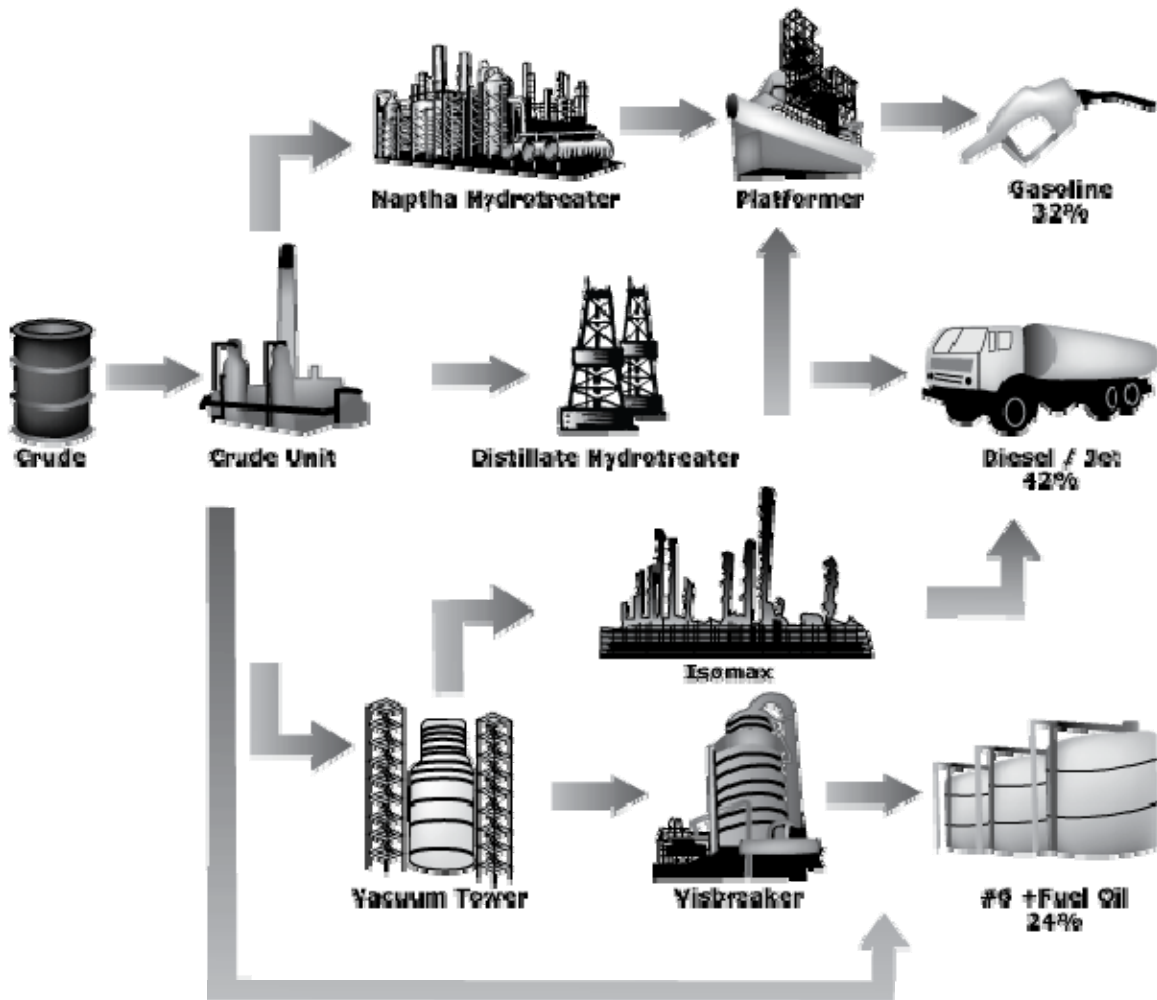 Naptha Hydrotreater
Platformer
Gasoline
32%
Crude
Crude Unit
Distillate Hydrotreater
Diesel / Jet
42%
Isomax
Vacuum Tower
Visbreaker
#6 +Fuel Oil
24%